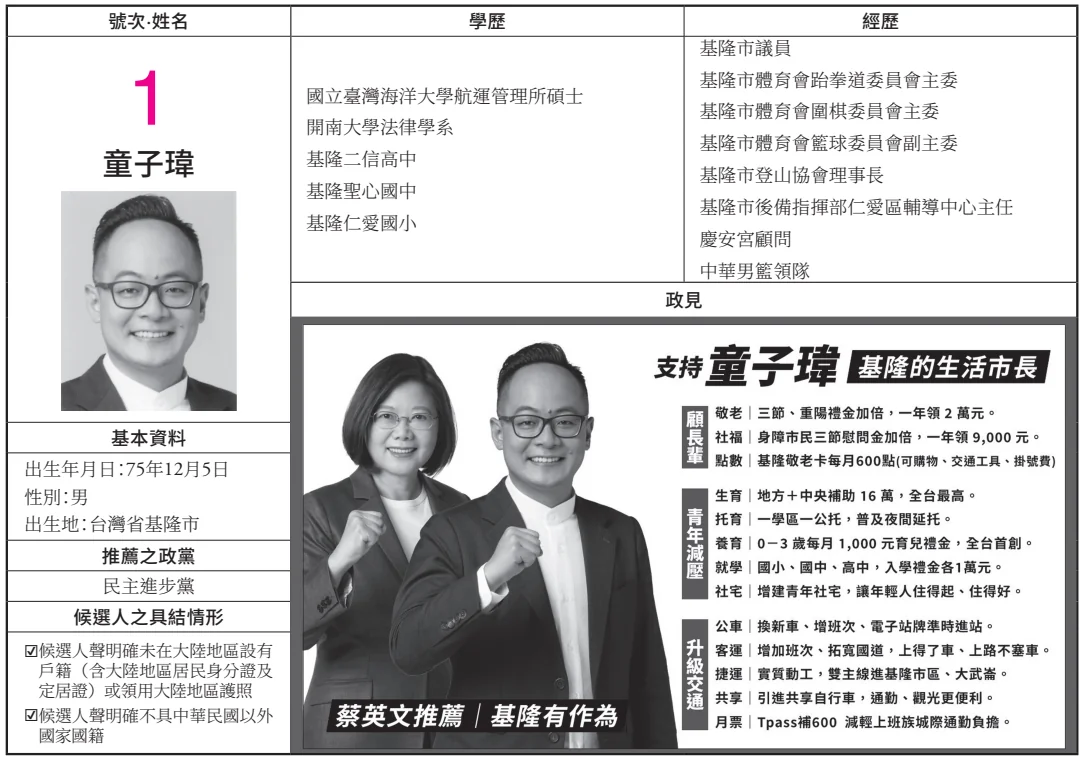 號次·姓名
1
童子瑋
基本資料
出生年月日：75年12月5日
性別：男
出生地：台灣省基隆市
推薦之政黨
民主進步黨
候選人之具結情形
☑候選人聲明確未在大陸地區設有
戶籍（含大陸地區居民身分證及
定居證）或領用大陸地區護照
☑候選人聲明確不具中華民國以外
國家國籍
學歷
國立臺灣海洋大學航運管理所碩士
開南大學法律學系
基隆二信高中
基隆聖心國中
基隆仁愛國小
經歷
基隆市議員
基隆市體育會跆拳道委員會主委
基隆市體育會圍棋委員會主委
基隆市體育會籃球委員會副主委
基隆市登山協會理事長
基隆市後備指揮部仁愛區輔導中心主任
慶安宮顧問
中華男籃領隊
政見
支持 童子瑋 基隆的生活市長
顧長輩
敬老｜三節、重陽禮金加倍，一年領 2 萬元。
社福｜身障市民三節慰問金加倍，一年領 9,000 元。
點數｜基隆敬老卡每月600點(可購物、交通工具、掛號費)
青年減壓
生育｜地方＋中央補助 16 萬，全台最高。
托育｜一學區一公托，普及夜間延托。
養育｜0－3 歲每月 1,000 元育兒禮金，全台首創。
就學｜國小、國中、高中，入學禮金各1萬元。
社宅｜增建青年社宅，讓年輕人住得起、住得好。
升級交通
公車｜換新車、增班次、電子站牌準時進站。
客運｜增加班次、拓寬國道，上得了車、上路不塞車。
捷運｜實質動工，雙主線進基隆市區、大武崙。
共享｜引進共享自行車，通勤、觀光更便利。
月票｜Tpass補600 減輕上班族城際通勤負擔。
蔡英文推薦｜基隆有作為